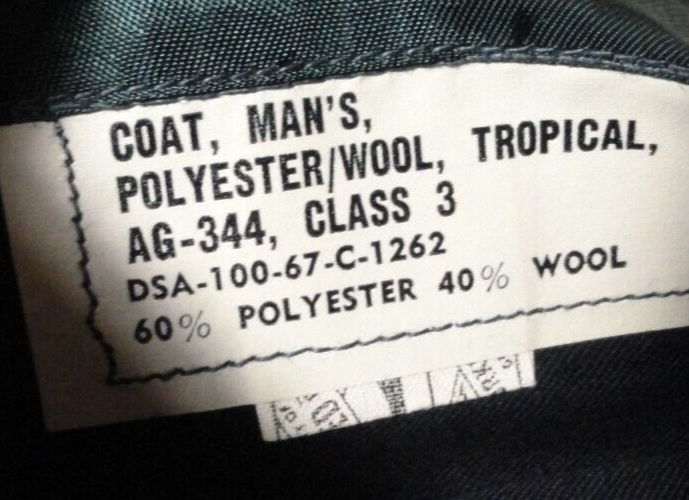 COAT, MAN'S,
POLYESTER/WOOL, TROPICAL,
AG-344, CLASS 3
DSA-100-67-C-1262
60% POLYESTER 40% WOOL